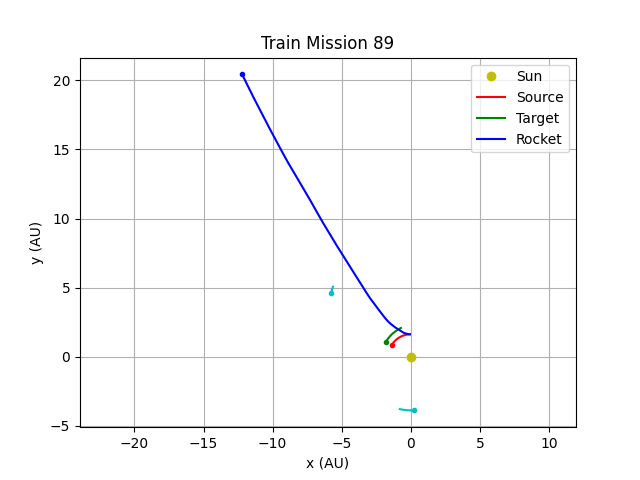 Train Mission 89
Sun
Source
Target
Rocket
y (AU)
20
15
10
5
0
−5
−20
−15
−10
−5
0
5
10
x (AU)